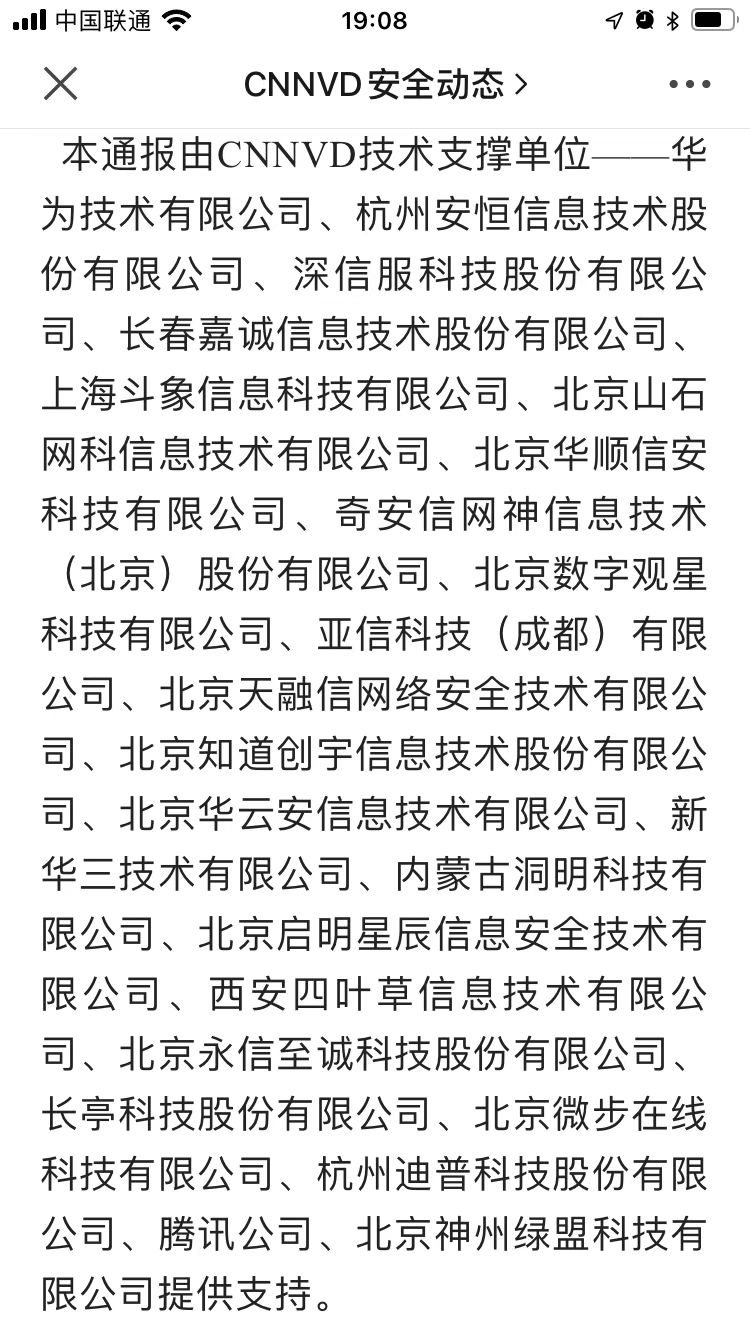 中国联通
19:08
CNNVD安全动态
本通报由CNNVD技术支撑单位——华
为技术有限公司、杭州安恒信息技术股
份有限公司、深信服科技股份有限公
司、长春嘉诚信息技术股份有限公司、
上海斗象信息科技有限公司、北京山石
网科信息技术有限公司、北京华顺信安
科技有限公司、奇安信网神信息技术
（北京）股份有限公司、北京数字观星
科技有限公司、亚信科技（成都）有限
公司、北京天融信网络安全技术有限公
司、北京知道创宇信息技术股份有限公
司、北京华云安信息技术有限公司、新
华三技术有限公司、内蒙古洞明科技有
限公司、北京启明星辰信息安全技术有
限公司、西安四叶草信息技术有限公
司、北京永信至诚科技股份有限公司、
长亭科技股份有限公司、北京微步在线
科技有限公司、杭州迪普科技股份有限
公司、腾讯公司、北京神州绿盟科技有
限公司提供支持。